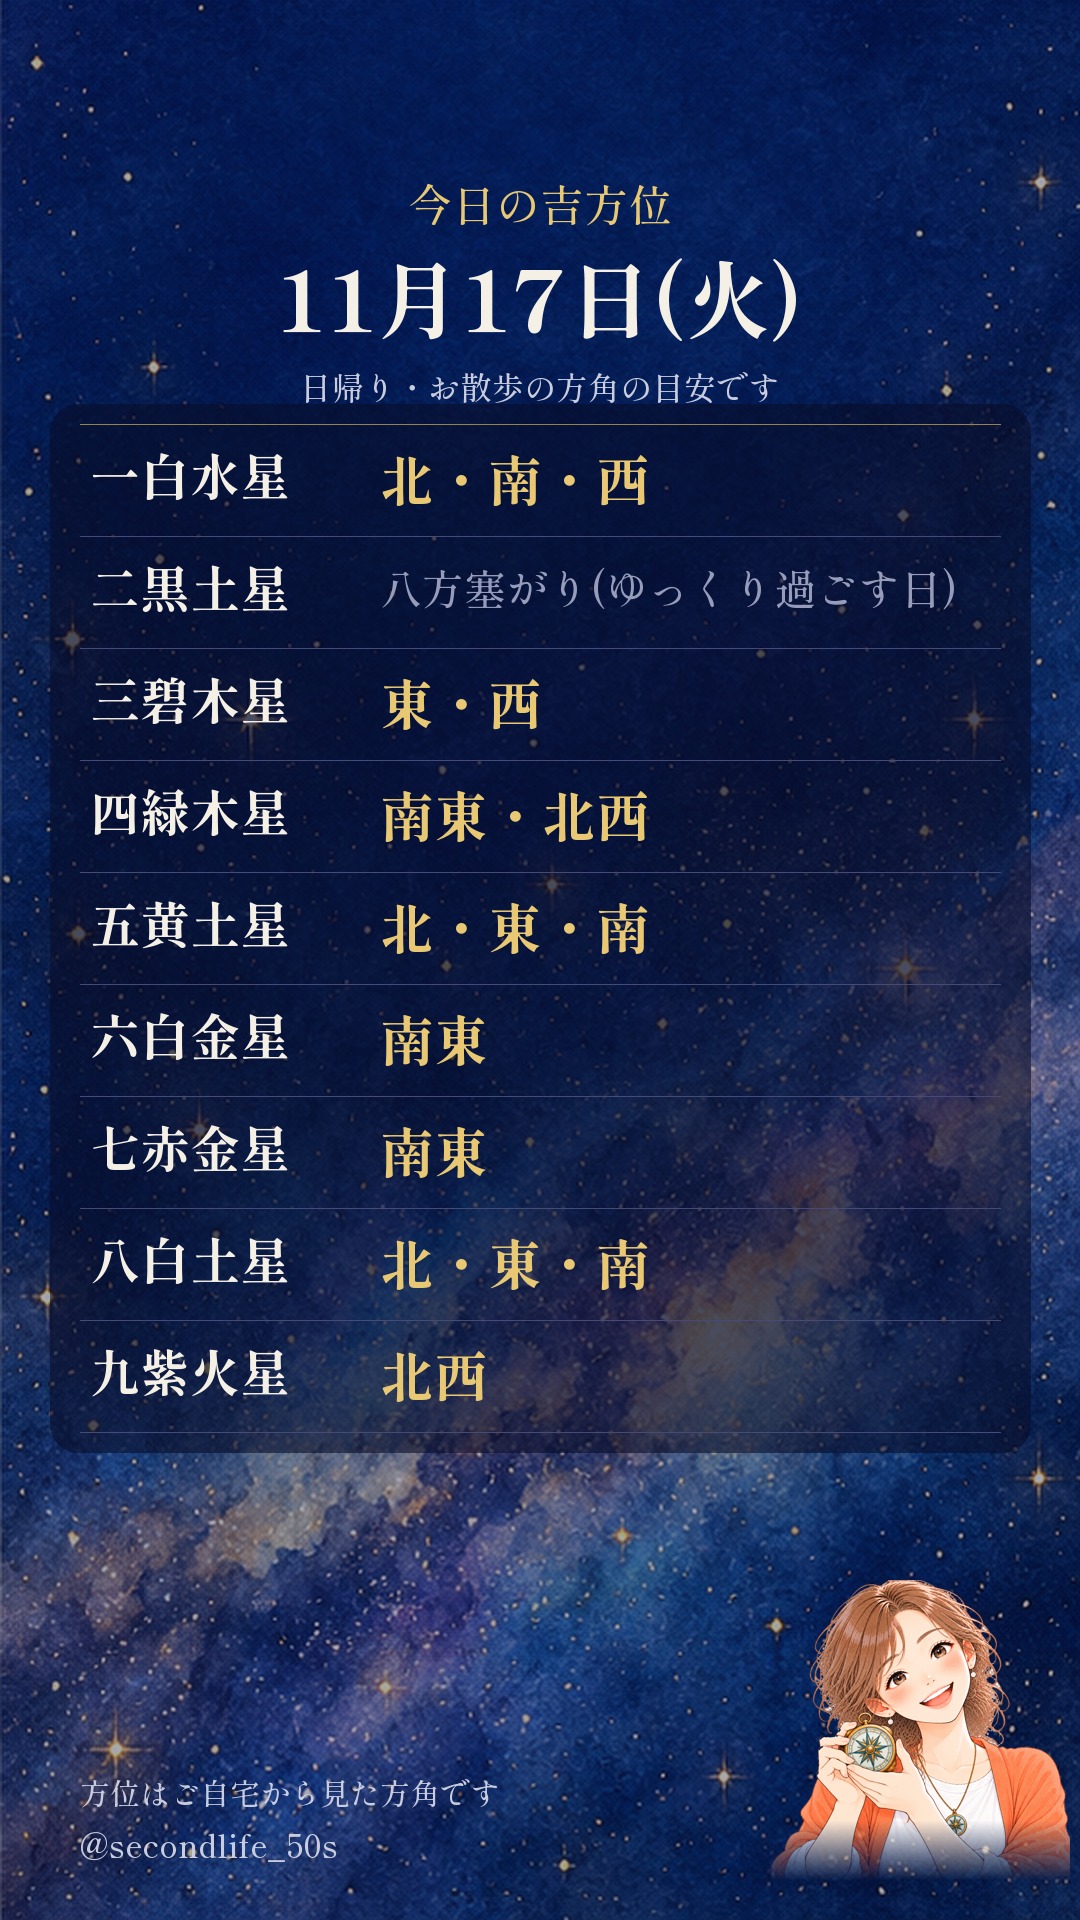 今日の吉方位
11月17日(火)
日帰り・お散歩の方角の目安です
一白水星 北・南・西
二黒土星 八方塞がり(ゆっくり過ごす日)
三碧木星 東・西
四緑木星 南東・北西
五黄土星 北・東・南
六白金星 南東
七赤金星 南東
八白土星 北・東・南
九紫火星 北西
方位はご自宅から見た方角です
@secondlife_50s